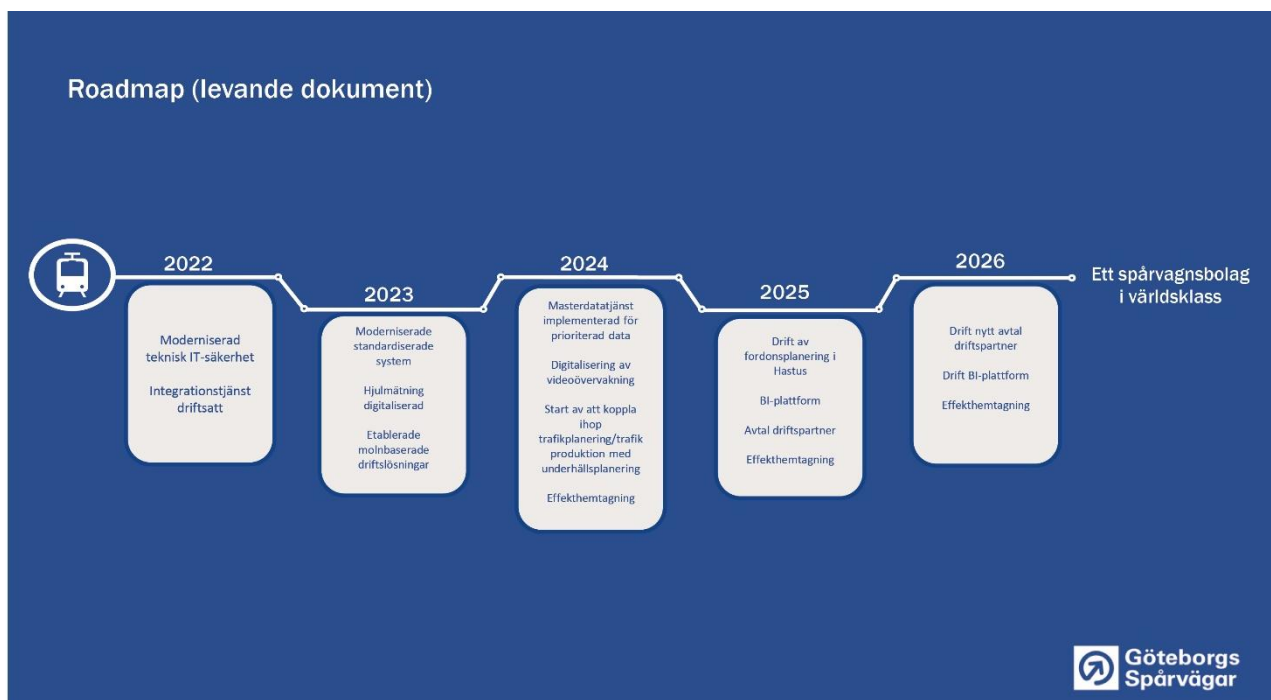 Roadmap (levande dokument)
2022
Moderniserad
teknisk IT-säkerhet
Integrationstjänst
driftsatt
2023
Moderniserade
standardiserade
system
Hjulmätning
digitaliserad
Etablerade
molnbaserade
driftslösningar
2024
Masterdatatjänst
implementerad för
prioriterad data
Digitalisering av
videoövervakning
Start av att koppla
ihop
trafikplanering/trafik
produktion med
underhållsplanering
Effekthemtagning
2025
Drift av
fordonsplanering i
Hastus
BI-plattform
Avtal driftspartner
Effekthemtagning
2026
Drift nytt avtal
driftspartner
Drift BI-plattform
Effekthemtagning
Ett spårvagnsbolag
i världsklass
Göteborgs
Spårvägar